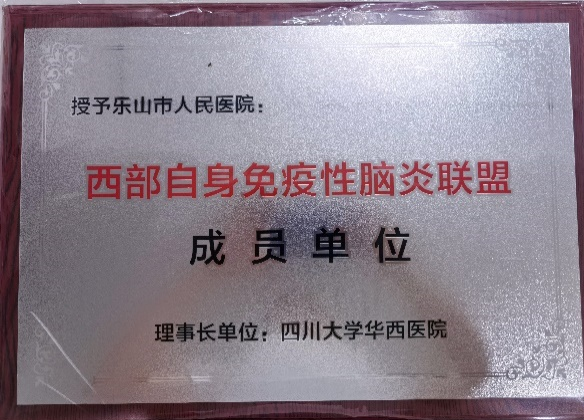 授予乐山市人民医院：
西部自身免疫性脑炎联盟
成员单位
理事长单位：四川大学华西医院